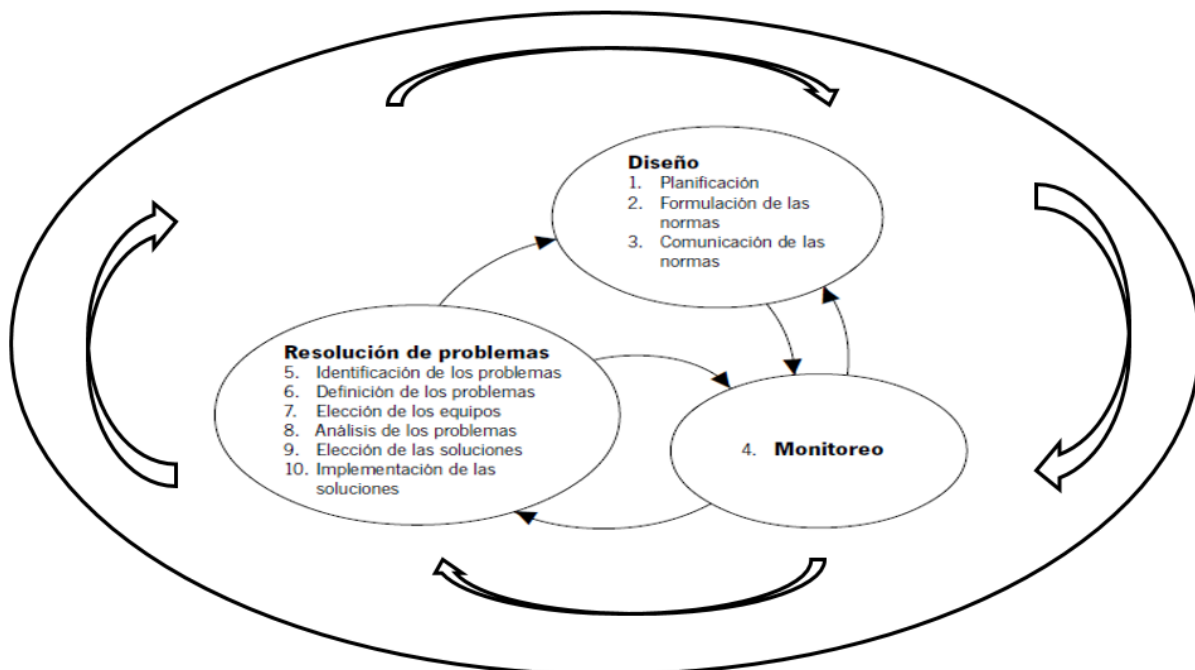 Diseño
1. Planificación
2. Formulación de las
normas
3. Comunicación de las
normas
Resolución de problemas
5. Identificación de los problemas
6. Definición de los problemas
7. Elección de los equipos
8. Análisis de los problemas
9. Elección de las soluciones
10. Implementación de las
soluciones
4. Monitoreo